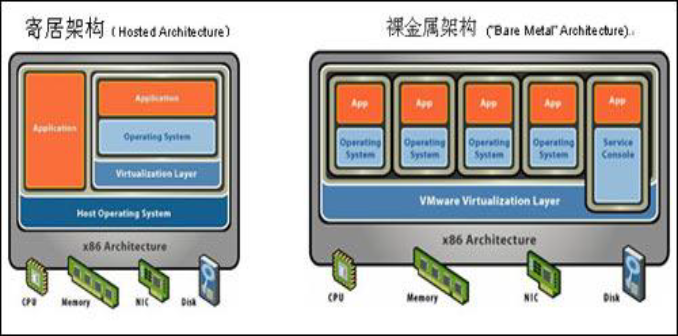 寄居架构 ( Hosted Architecture)
Application
Application
Operating System
Virtualization Layer
Host Operating System
x86 Architecture
CPU
Memory
NIC
Disk
裸金属架构 ("Bare Metal" Architecture).
App
Operating
System
App
Operating
System
App
Operating
System
App
Operating
System
App
Service
Console
VMware Virtualization Layer
x86 Architecture
CPU
Memory
NIC
Disk